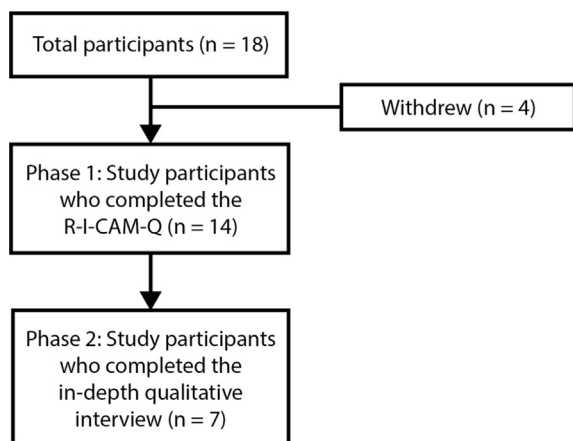 Total participants (n = 18)
Withdrew (n = 4)
Phase 1: Study participants
who completed the
R-I-CAM-Q (n = 14)
Phase 2: Study participants
who completed the
in-depth qualitative
interview (n = 7)